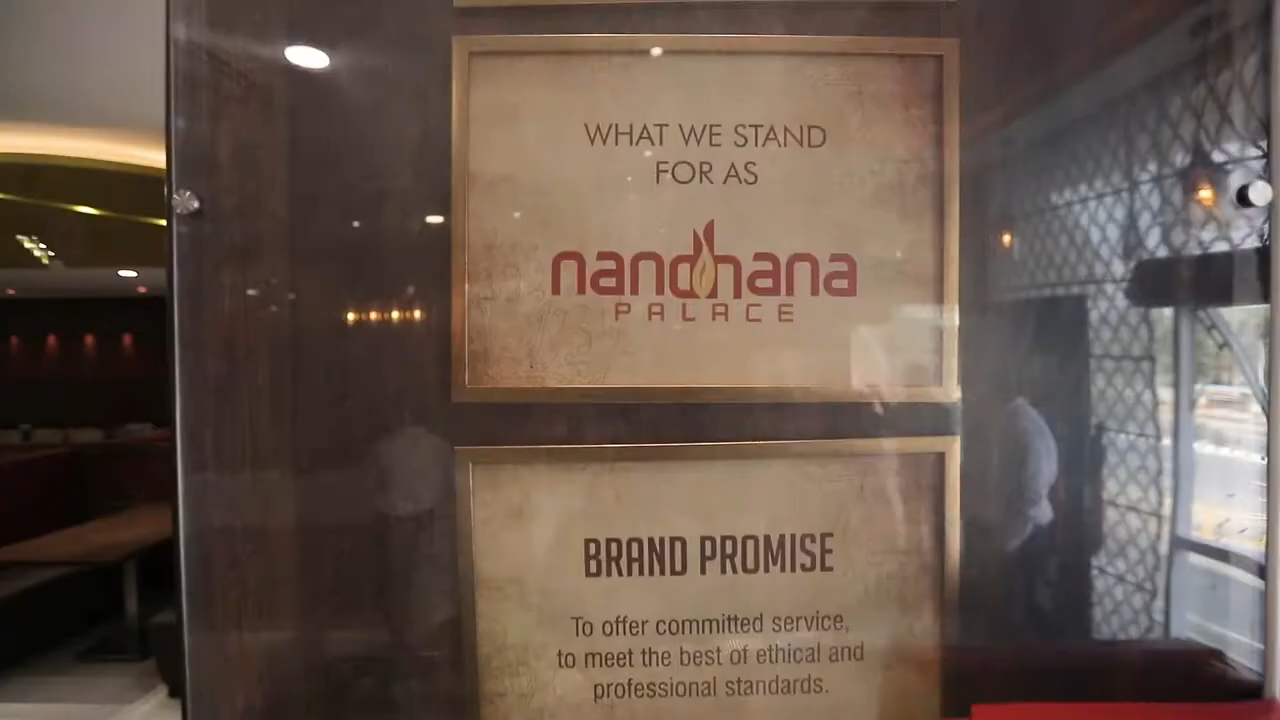 WHAT WE STAND
FOR AS
nandhana
PALACE
BRAND PROMISE
To offer committed service,
to meet the best of ethical and
professional standards.